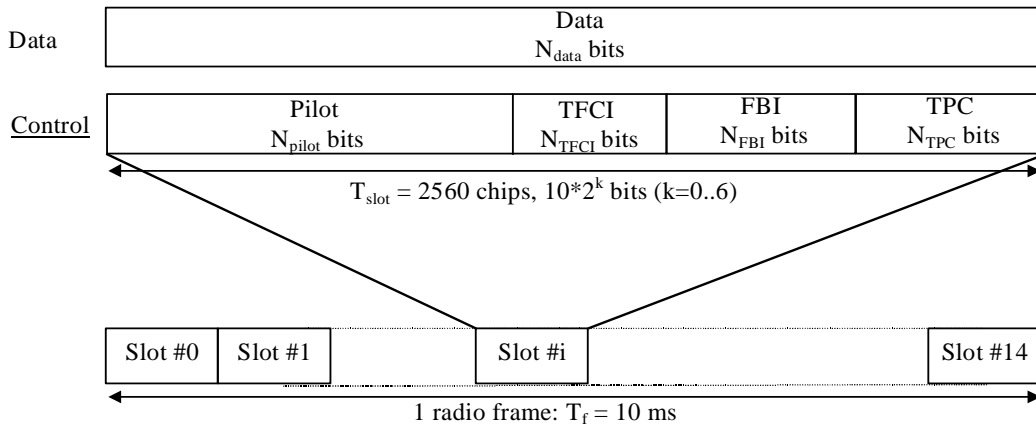 Data
Data
N_data bits
Control
Pilot
N_pilot bits
TFCI
N_TFCI bits
FBI
N_FBI bits
TPC
N_TPC bits
T_slot = 2560 chips, 10*2^k bits (k=0..6)
Slot #0
Slot #1
Slot #i
Slot #14
1 radio frame: T_f = 10 ms